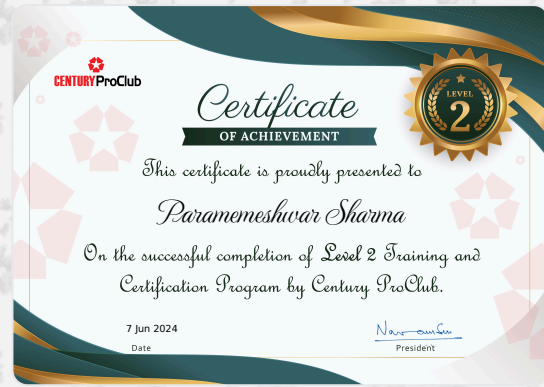 CENTURY ProClub
LEVEL
2
Certificate
OF ACHIEVEMENT
This certificate is proudly presented to
Paramemeshwar Sharma
On the successful completion of Level 2 Training and
Certification Program by Century ProClub.
7 Jun 2024
Date
President